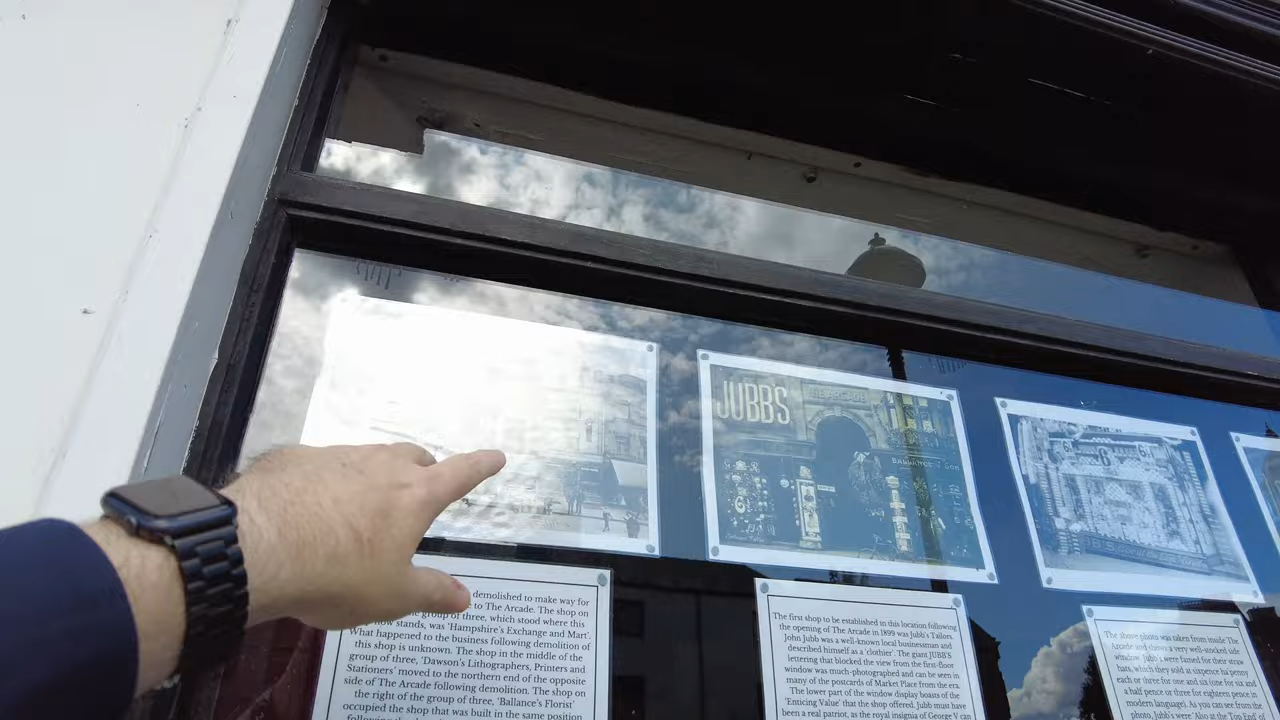 JUBB'S
THE ARCADE
BALLANCE & SON
6
6
demolished to make way for
to The Arcade. The shop on
group of three, which stood where this
now stands, was 'Hampshire's Exchange and Mart'.
What happened to the business following demolition of
this shop is unknown. The shop in the middle of the
group of three, 'Dawson's Lithographers, Printers and
Stationers' moved to the northern end of the opposite
side of The Arcade following demolition. The shop on
the right of the group of three, 'Ballance's Florist'
occupied the shop that was built in the same position
The first shop to be established in this location following
the opening of The Arcade in 1899 was Jubb's Tailors.
John Jubb was a well-known local businessman and
described himself as a 'clothier'. The giant JUBB'S
lettering that blocked the view from the first-floor
window was much-photographed and can be seen in
many of the postcards of Market Place from the era.
The lower part of the window display boasts of the
'Enticing Value' that the shop offered. Jubb must have
been a real patriot, as the royal insignia of George V can
The above photo was taken from inside The
Arcade and shows a very well-stocked side
window. Jubb's were famed for their straw
hats, which they sold at sixpence ha'penny
each or three for one and six (one for six and
a half pence or three for eighteen pence in
modern language). As you can see from the
photo, Jubb's were 'Along the Top End'